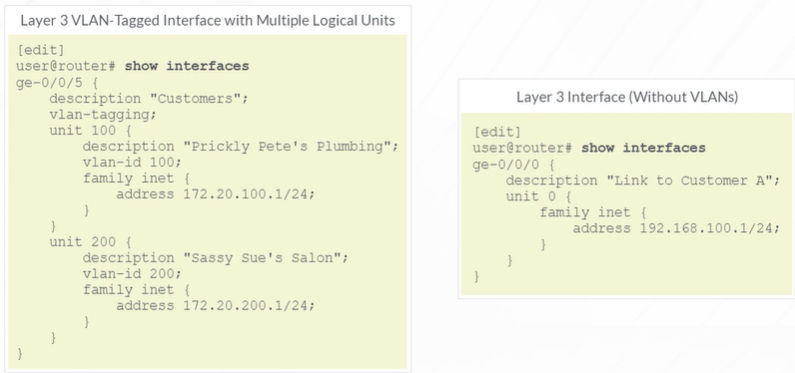 Layer 3 VLAN-Tagged Interface with Multiple Logical Units
[edit]
user@router# show interfaces
ge-0/0/5 {
    description "Customers";
    vlan-tagging;
    unit 100 {
        description "Prickly Pete's Plumbing";
        vlan-id 100;
        family inet {
            address 172.20.100.1/24;
        }
    }
    unit 200 {
        description "Sassy Sue's Salon";
        vlan-id 200;
        family inet {
            address 172.20.200.1/24;
        }
    }
}
Layer 3 Interface (Without VLANs)
[edit]
user@router# show interfaces
ge-0/0/0 {
    description "Link to Customer A";
    unit 0 {
        family inet {
            address 192.168.100.1/24;
        }
    }
}